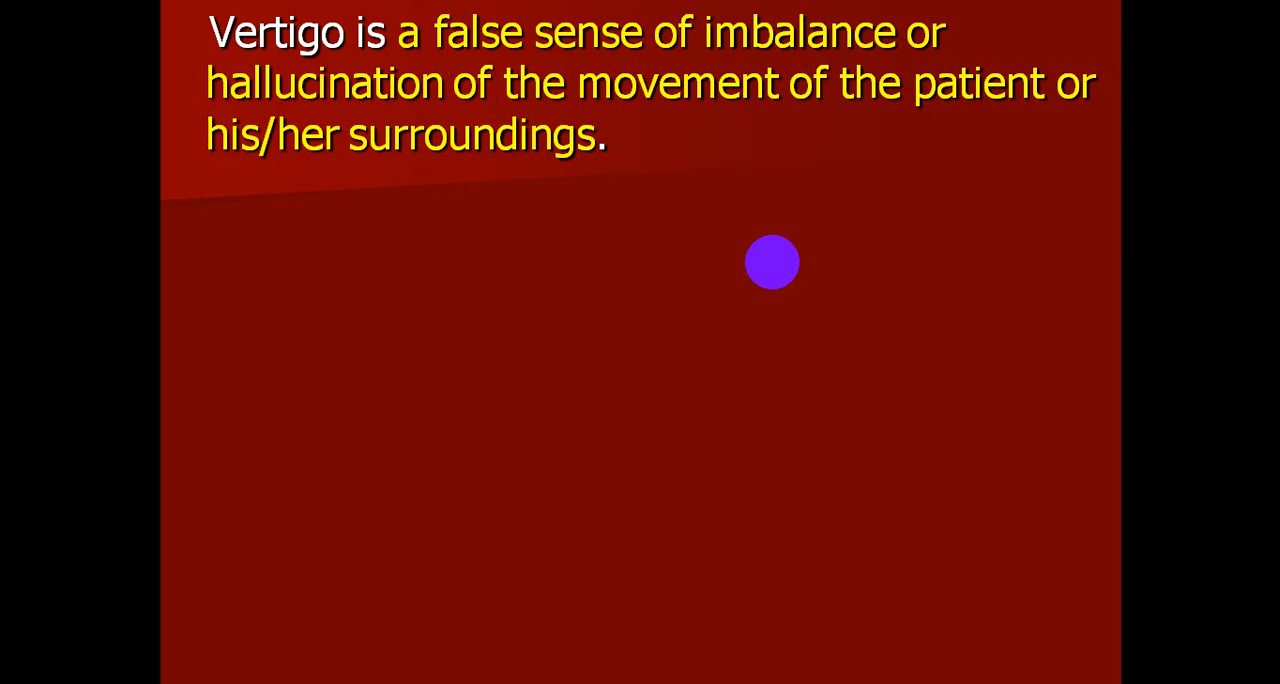 Vertigo is a false sense of imbalance or
hallucination of the movement of the patient or
his/her surroundings.